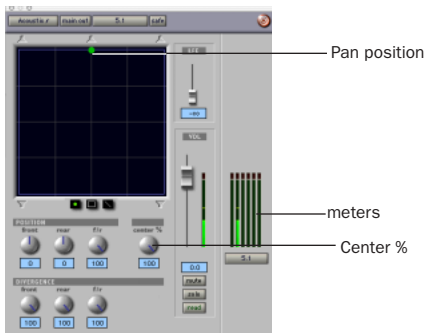 Acoustic.r main out 5.1 safe
Pan position
LFE
-90
VOL
meters
POSITION
front rear f/r center %
Center %
0 0 100 100
5.1
0.0
DIVERGENCE
mute
front rear f/r
solo
100 100 100
read